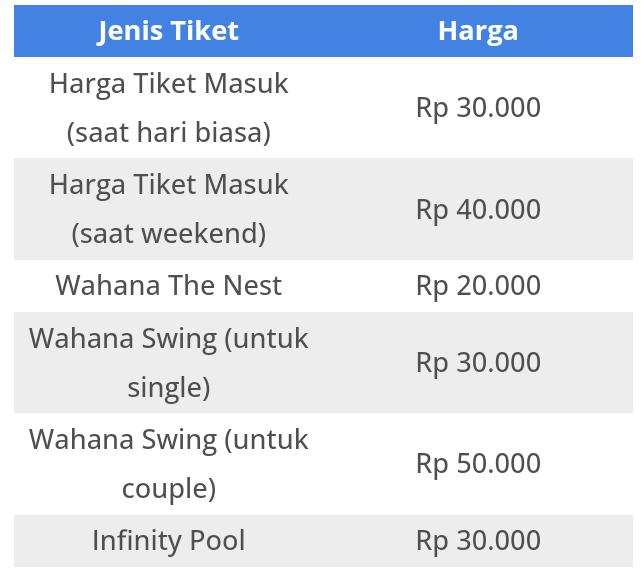 Jenis Tiket Harga
Harga Tiket Masuk
(saat hari biasa)
Rp 30.000
Harga Tiket Masuk
(saat weekend)
Rp 40.000
Wahana The Nest Rp 20.000
Wahana Swing (untuk
single)
Rp 30.000
Wahana Swing (untuk
couple)
Rp 50.000
Infinity Pool Rp 30.000